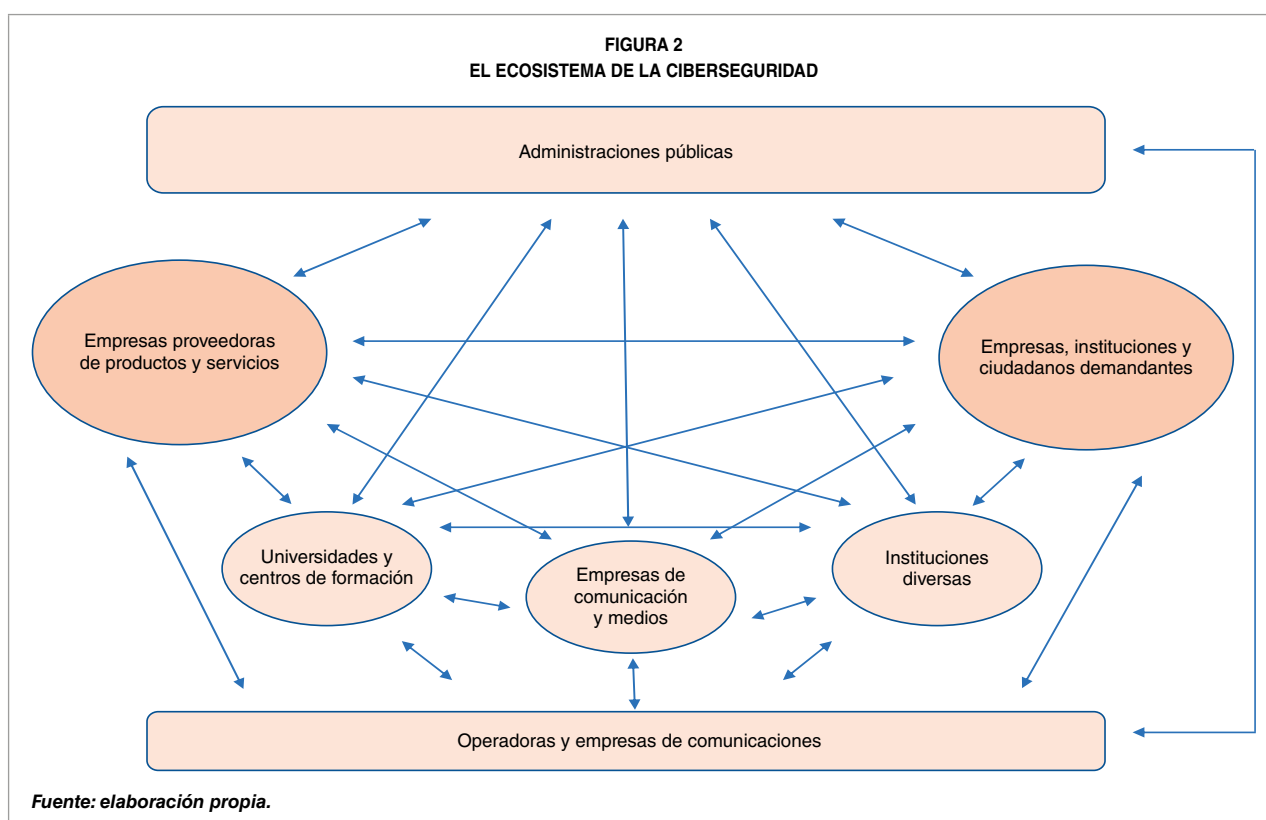 FIGURA 2
EL ECOSISTEMA DE LA CIBERSEGURIDAD
Administraciones públicas
Empresas proveedoras
de productos y servicios
Empresas, instituciones y
ciudadanos demandantes
Universidades y
centros de formación
Empresas de
comunicación
y medios
Instituciones
diversas
Operadoras y empresas de comunicaciones
Fuente: elaboración propia.